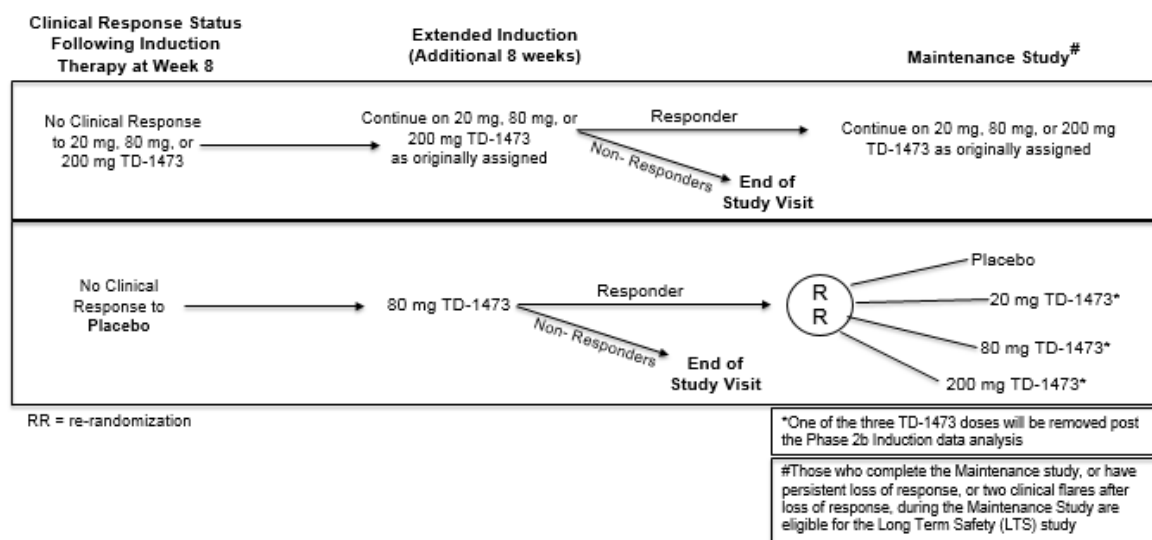 Clinical Response Status
Following Induction
Therapy at Week 8
Extended Induction
(Additional 8 weeks)
Maintenance Study#
No Clinical Response
to 20 mg, 80 mg, or
200 mg TD-1473
Continue on 20 mg, 80 mg, or
200 mg TD-1473
as originally assigned
Responder
Non- Responders
End of
Study Visit
Continue on 20 mg, 80 mg, or 200 mg
TD-1473 as originally assigned
No Clinical
Response to
Placebo
80 mg TD-1473
Responder
Non- Responders
End of
Study Visit
R
R
Placebo
20 mg TD-1473*
80 mg TD-1473*
200 mg TD-1473*
RR = re-randomization
*One of the three TD-1473 doses will be removed post
the Phase 2b Induction data analysis
#Those who complete the Maintenance study, or have
persistent loss of response, or two clinical flares after
loss of response, during the Maintenance Study are
eligible for the Long Term Safety (LTS) study